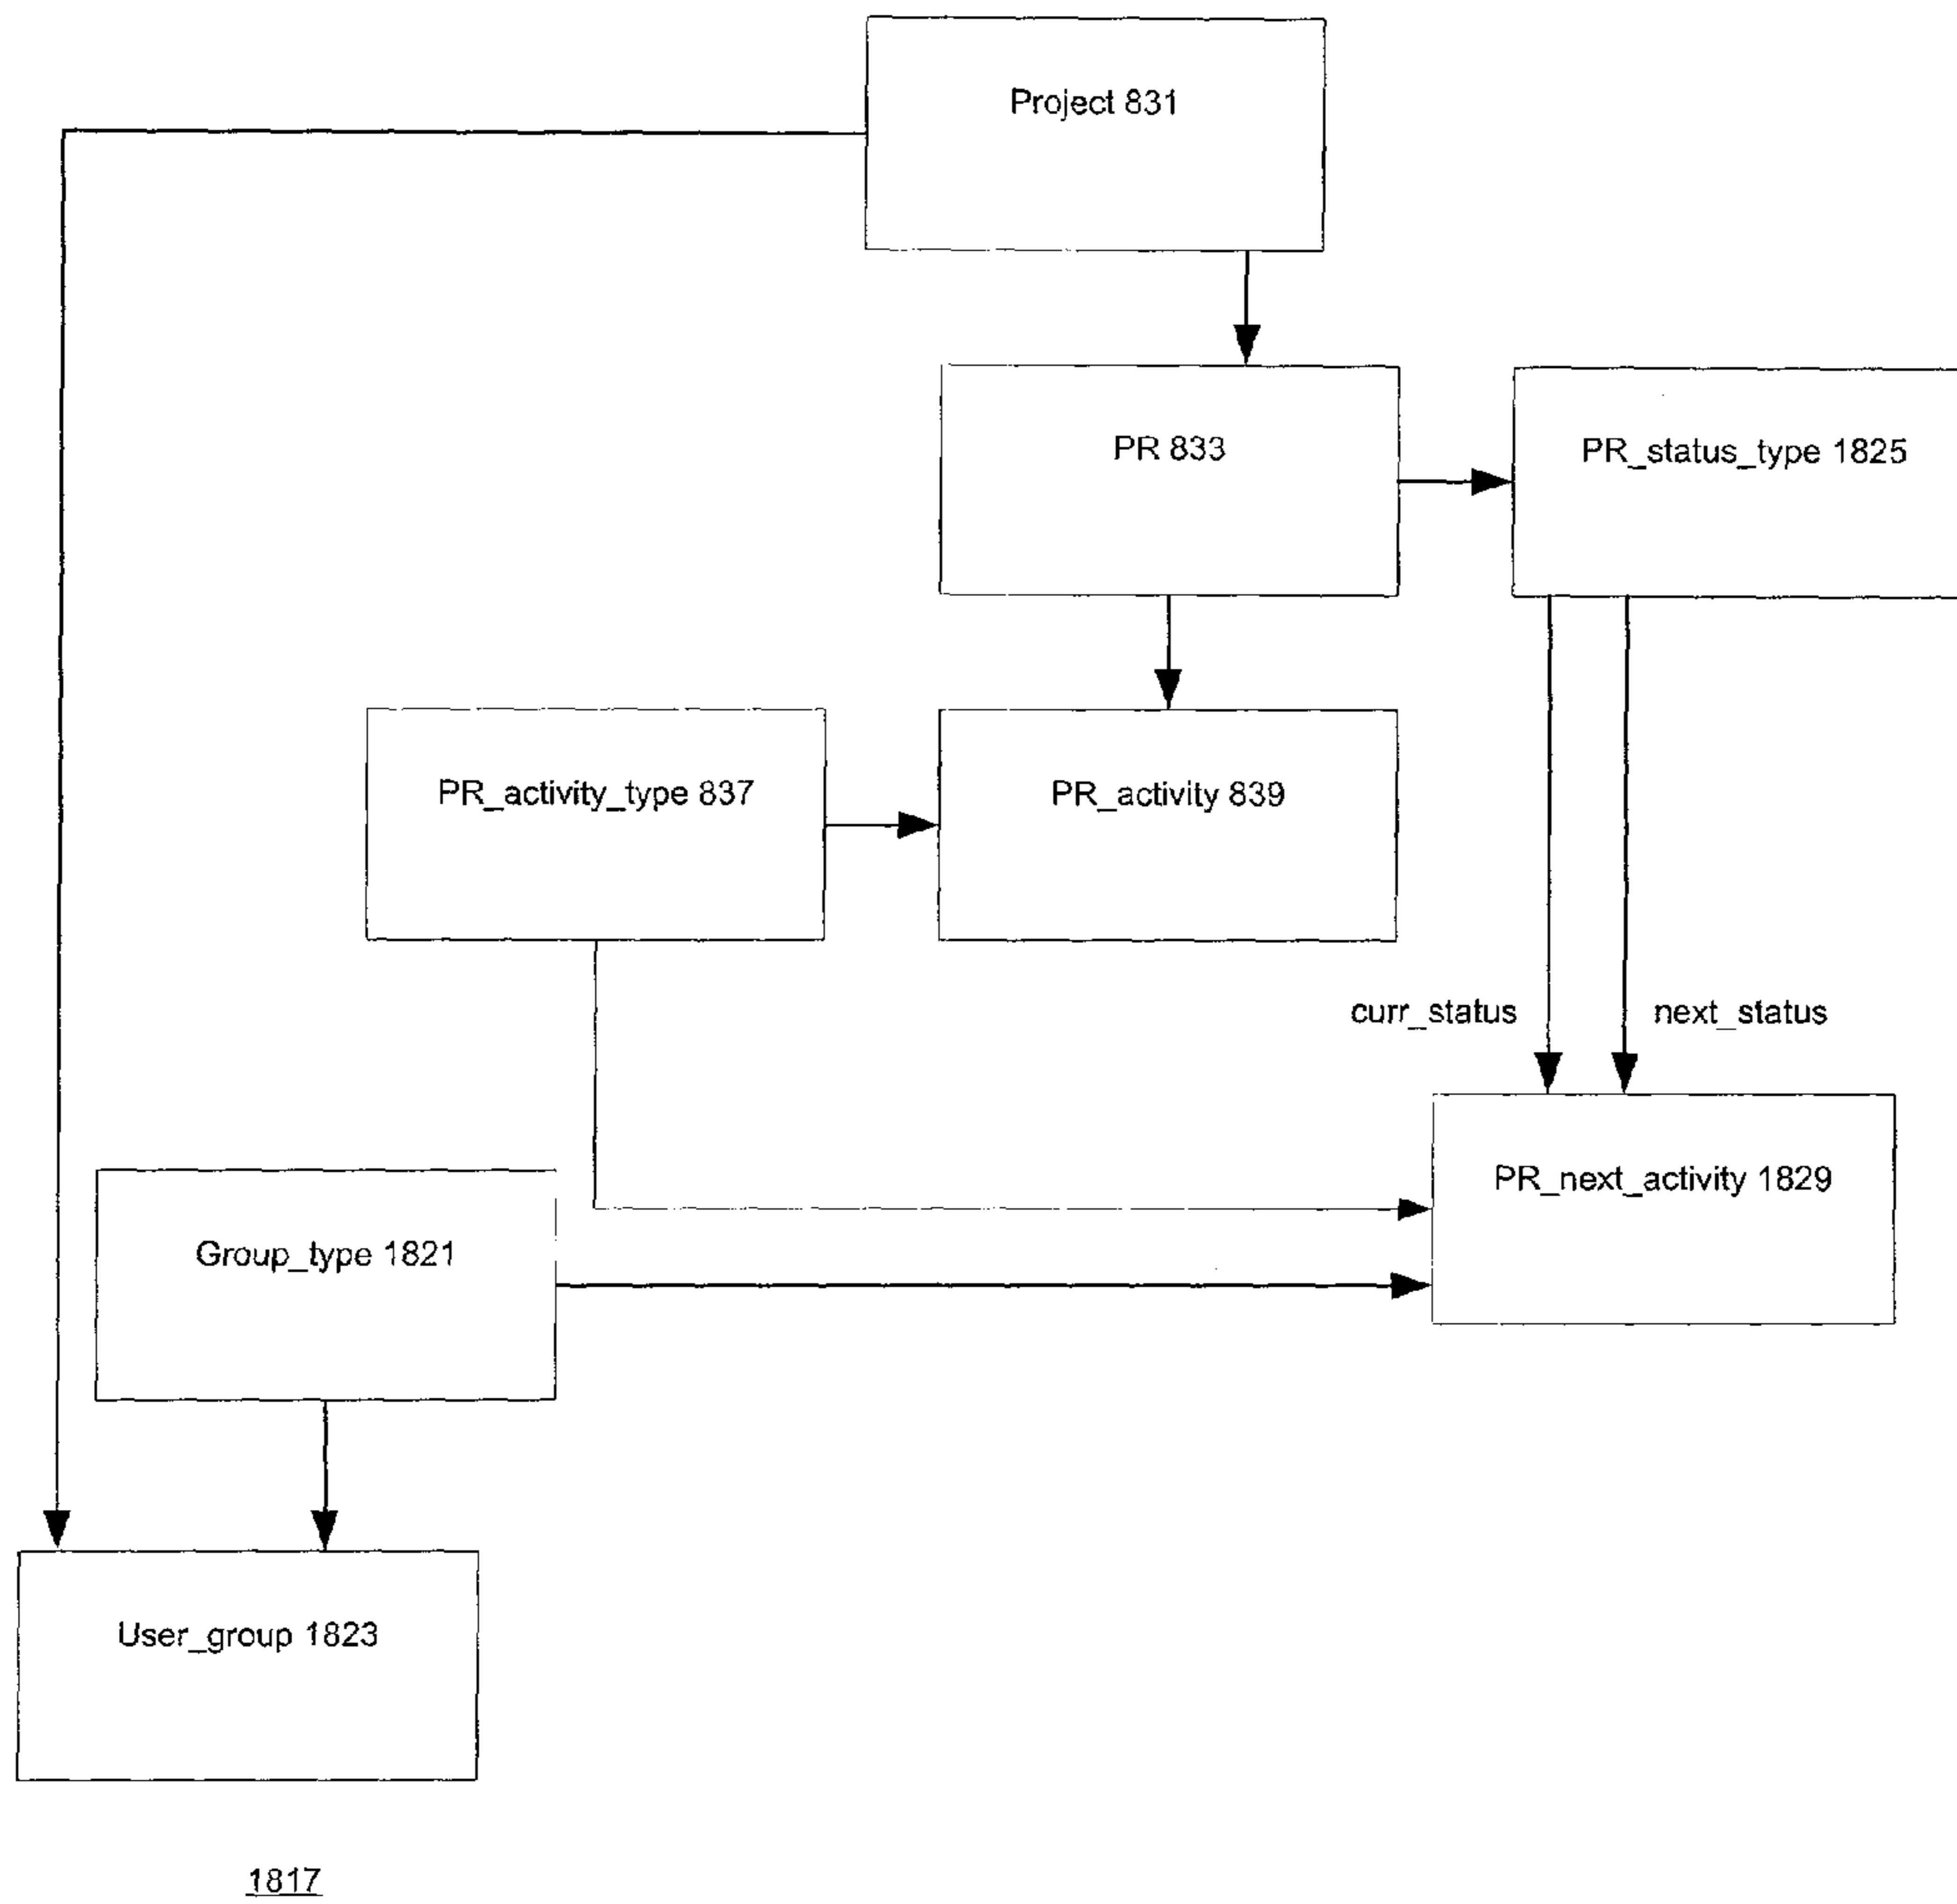 Project 831
PR 833
PR_status_type 1825
PR_activity_type 837
PR_activity 839
curr_status
next_status
PR_next_activity 1829
Group_type 1821
User_group 1823
1817